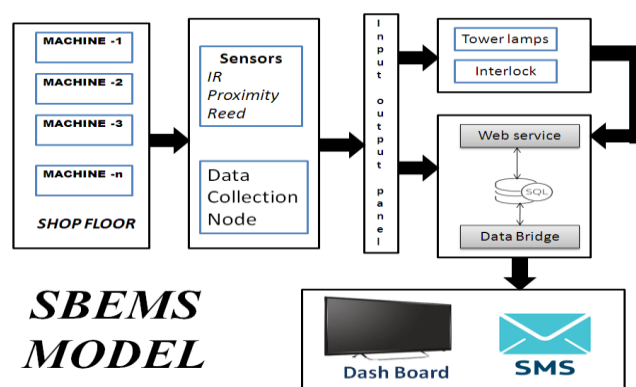 MACHINE -1
MACHINE -2
MACHINE -3
MACHINE -n
SHOP FLOOR
Sensors
IR
Proximity
Reed
Data
Collection
Node
Input output panel
Tower lamps
Interlock
Web service
SQL
Data Bridge
SBEMS
MODEL
Dash Board
SMS